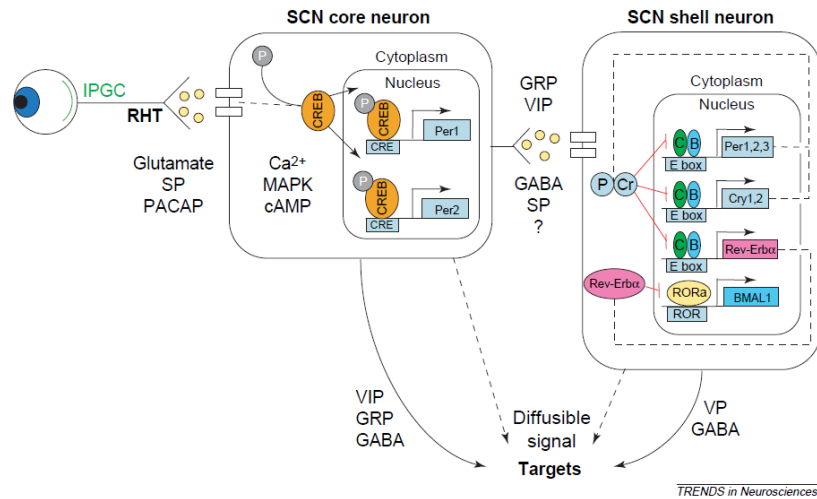 SCN core neuron
SCN shell neuron
IPGC
RHT
Glutamate
SP
PACAP
P
CREB
Ca2+
MAPK
cAMP
Cytoplasm
Nucleus
P
CREB
CRE
Per1
P
CREB
CRE
Per2
GRP
VIP
GABA
SP
?
Cytoplasm
Nucleus
P Cr
C B
E box
Per1,2,3
C B
E box
Cry1,2
C B
E box
Rev-Erbα
Rev-Erbα
RORa
ROR
BMAL1
VIP
GRP
GABA
Diffusible
signal
VP
GABA
Targets
TRENDS in Neurosciences